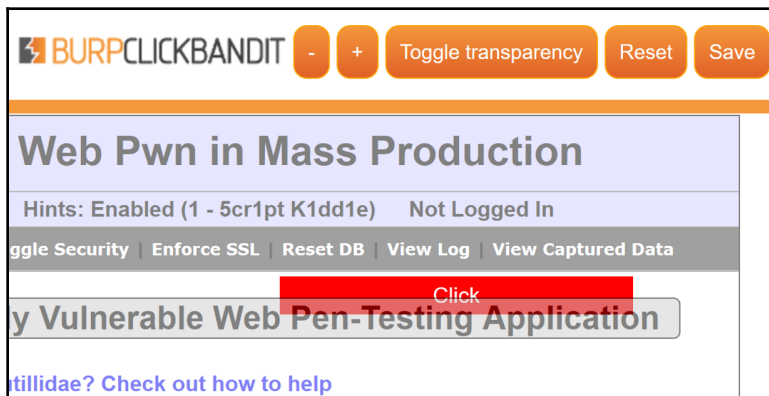 BURPCLICKBANDIT - + Toggle transparency Reset Save
Web Pwn in Mass Production
Hints: Enabled (1 - 5cr1pt K1dd1e) Not Logged In
ggle Security | Enforce SSL | Reset DB | View Log | View Captured Data
Click
y Vulnerable Web Pen-Testing Application
tillidae? Check out how to help